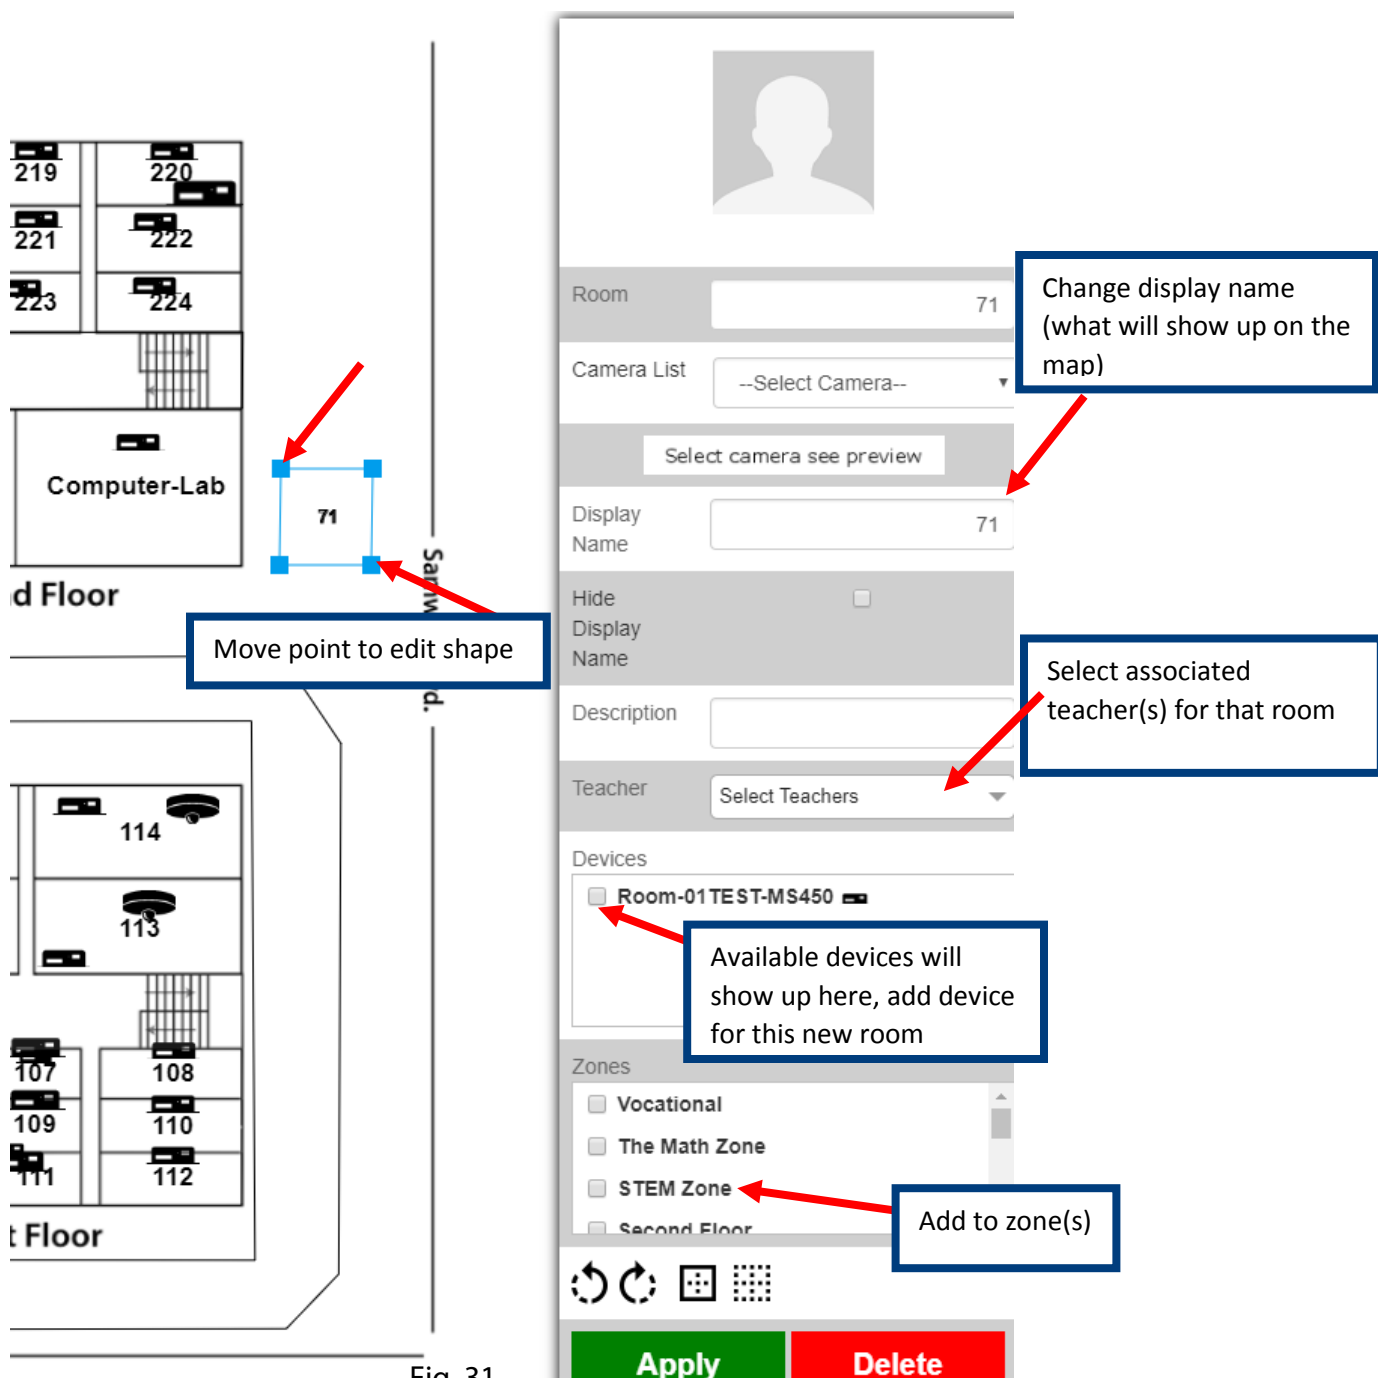 219
220
221
222
223
224
Computer-Lab
71
d Floor
Move point to edit shape
d.
114
113
107
108
109
110
111
112
t Floor
Fig. 31
Room
71
Camera List
--Select Camera--
Select camera see preview
Display
Name
71
Hide
Display
Name
Description
Teacher
Select Teachers
Devices
Room-01TEST-MS450
Zones
Vocational
The Math Zone
STEM Zone
Second Floor
Apply
Delete
Change display name
(what will show up on the
map)
Select associated
teacher(s) for that room
Available devices will
show up here, add device
for this new room
Add to zone(s)